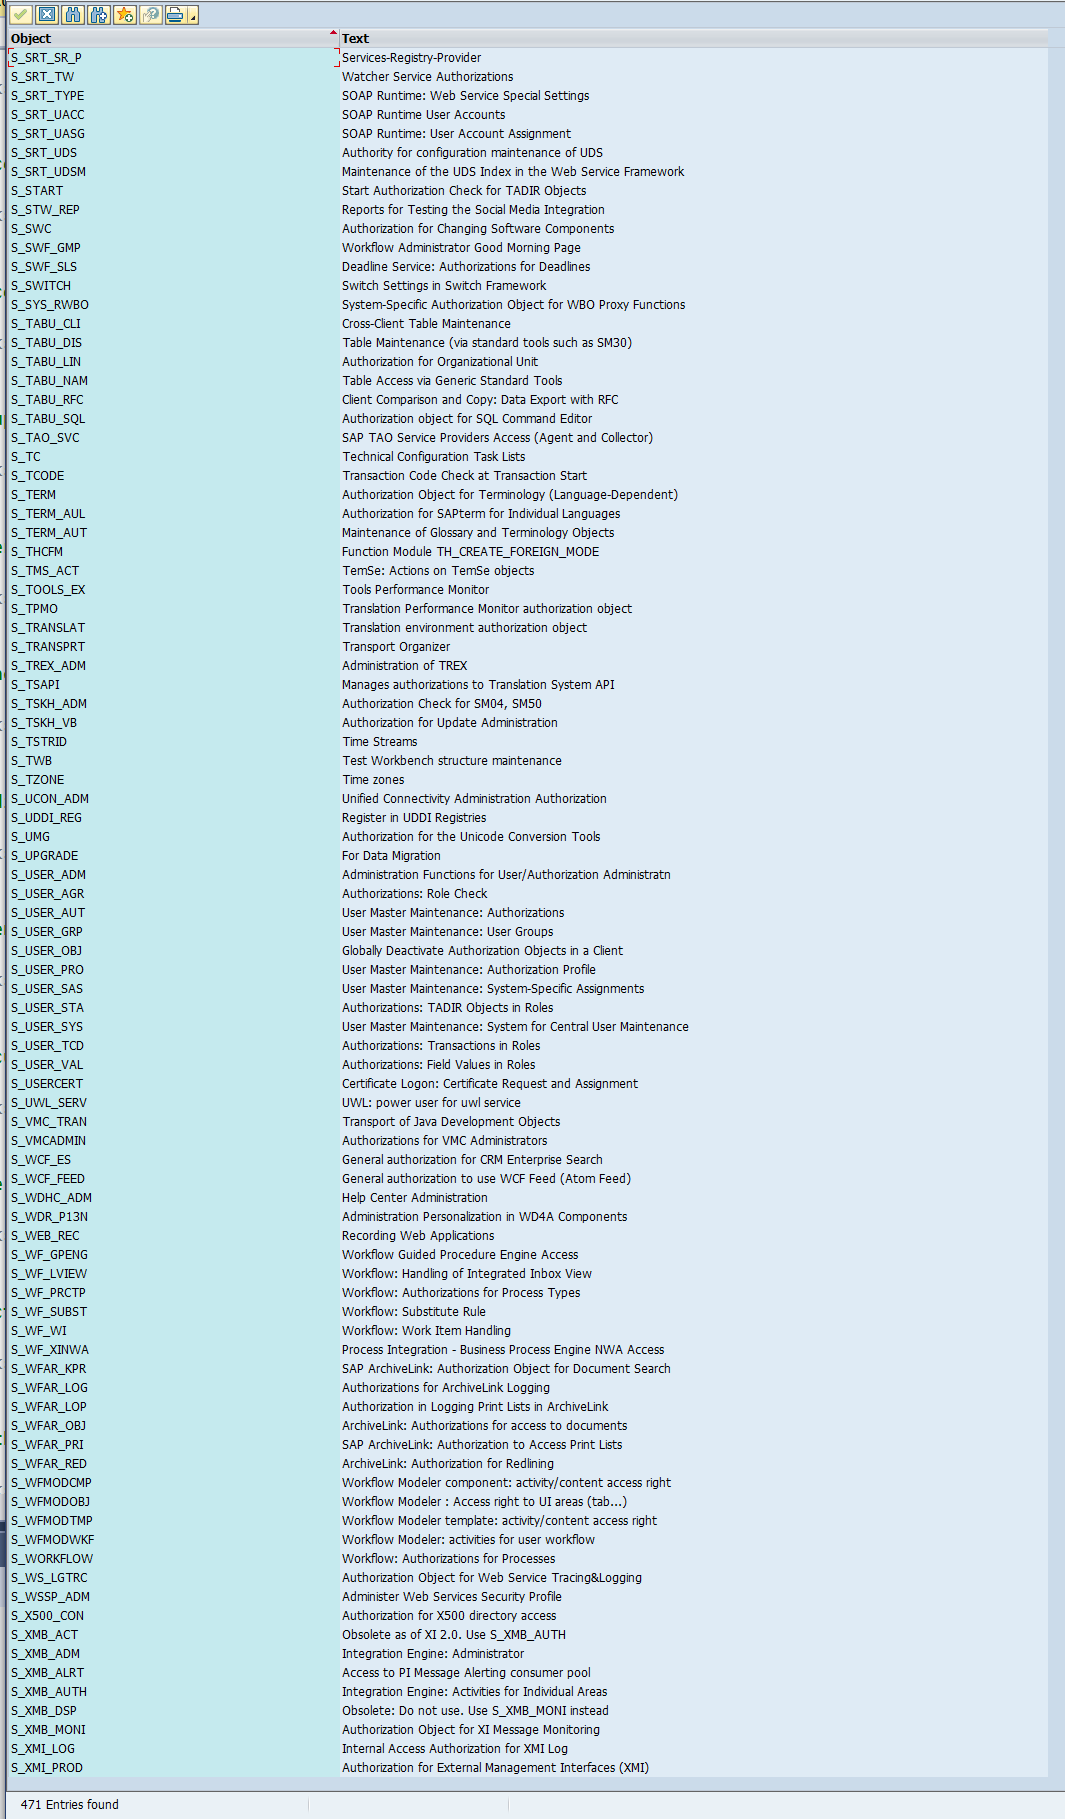 Object Text
S_SRT_SR_P Services-Registry-Provider
S_SRT_TW Watcher Service Authorizations
S_SRT_TYPE SOAP Runtime: Web Service Special Settings
S_SRT_UACC SOAP Runtime User Accounts
S_SRT_UASG SOAP Runtime: User Account Assignment
S_SRT_UDS Authority for configuration maintenance of UDS
S_SRT_UDSM Maintenance of the UDS Index in the Web Service Framework
S_START Start Authorization Check for TADIR Objects
S_STW_REP Reports for Testing the Social Media Integration
S_SWC Authorization for Changing Software Components
S_SWF_GMP Workflow Administrator Good Morning Page
S_SWF_SLS Deadline Service: Authorizations for Deadlines
S_SWITCH Switch Settings in Switch Framework
S_SYS_RWBO System-Specific Authorization Object for WBO Proxy Functions
S_TABU_CLI Cross-Client Table Maintenance
S_TABU_DIS Table Maintenance (via standard tools such as SM30)
S_TABU_LIN Authorization for Organizational Unit
S_TABU_NAM Table Access via Generic Standard Tools
S_TABU_RFC Client Comparison and Copy: Data Export with RFC
S_TABU_SQL Authorization object for SQL Command Editor
S_TAO_SVC SAP TAO Service Providers Access (Agent and Collector)
S_TC Technical Configuration Task Lists
S_TCODE Transaction Code Check at Transaction Start
S_TERM Authorization Object for Terminology (Language-Dependent)
S_TERM_AUL Authorization for SAPterm for Individual Languages
S_TERM_AUT Maintenance of Glossary and Terminology Objects
S_THCFM Function Module TH_CREATE_FOREIGN_MODE
S_TMS_ACT TemSe: Actions on TemSe objects
S_TOOLS_EX Tools Performance Monitor
S_TPMO Translation Performance Monitor authorization object
S_TRANSLAT Translation environment authorization object
S_TRANSPRT Transport Organizer
S_TREX_ADM Administration of TREX
S_TSAPI Manages authorizations to Translation System API
S_TSKH_ADM Authorization Check for SM04, SM50
S_TSKH_VB Authorization for Update Administration
S_TSTRID Time Streams
S_TWB Test Workbench structure maintenance
S_TZONE Time zones
S_UCON_ADM Unified Connectivity Administration Authorization
S_UDDI_REG Register in UDDI Registries
S_UMG Authorization for the Unicode Conversion Tools
S_UPGRADE For Data Migration
S_USER_ADM Administration Functions for User/Authorization Administratn
S_USER_AGR Authorizations: Role Check
S_USER_AUT User Master Maintenance: Authorizations
S_USER_GRP User Master Maintenance: User Groups
S_USER_OBJ Globally Deactivate Authorization Objects in a Client
S_USER_PRO User Master Maintenance: Authorization Profile
S_USER_SAS User Master Maintenance: System-Specific Assignments
S_USER_STA Authorizations: TADIR Objects in Roles
S_USER_SYS User Master Maintenance: System for Central User Maintenance
S_USER_TCD Authorizations: Transactions in Roles
S_USER_VAL Authorizations: Field Values in Roles
S_USERCERT Certificate Logon: Certificate Request and Assignment
S_UWL_SERV UWL: power user for uwl service
S_VMC_TRAN Transport of Java Development Objects
S_VMCADMIN Authorizations for VMC Administrators
S_WCF_ES General authorization for CRM Enterprise Search
S_WCF_FEED General authorization to use WCF Feed (Atom Feed)
S_WDHC_ADM Help Center Administration
S_WDR_P13N Administration Personalization in WD4A Components
S_WEB_REC Recording Web Applications
S_WF_GPENG Workflow Guided Procedure Engine Access
S_WF_LVIEW Workflow: Handling of Integrated Inbox View
S_WF_PRCTP Workflow: Authorizations for Process Types
S_WF_SUBST Workflow: Substitute Rule
S_WF_WI Workflow: Work Item Handling
S_WF_XINWA Process Integration - Business Process Engine NWA Access
S_WFAR_KPR SAP ArchiveLink: Authorization Object for Document Search
S_WFAR_LOG Authorizations for ArchiveLink Logging
S_WFAR_LOP Authorization in Logging Print Lists in ArchiveLink
S_WFAR_OBJ ArchiveLink: Authorizations for access to documents
S_WFAR_PRI SAP ArchiveLink: Authorization to Access Print Lists
S_WFAR_RED ArchiveLink: Authorization for Redlining
S_WFMODCMP Workflow Modeler component: activity/content access right
S_WFMODOBJ Workflow Modeler : Access right to UI areas (tab...)
S_WFMODTMP Workflow Modeler template: activity/content access right
S_WFMODWKF Workflow Modeler: activities for user workflow
S_WORKFLOW Workflow: Authorizations for Processes
S_WS_LGTRC Authorization Object for Web Service Tracing&Logging
S_WSSP_ADM Administer Web Services Security Profile
S_X500_CON Authorization for X500 directory access
S_XMB_ACT Obsolete as of XI 2.0. Use S_XMB_AUTH
S_XMB_ADM Integration Engine: Administrator
S_XMB_ALRT Access to PI Message Alerting consumer pool
S_XMB_AUTH Integration Engine: Activities for Individual Areas
S_XMB_DSP Obsolete: Do not use. Use S_XMB_MONI instead
S_XMB_MONI Authorization Object for XI Message Monitoring
S_XMI_LOG Internal Access Authorization for XMI Log
S_XMI_PROD Authorization for External Management Interfaces (XMI)
471 Entries found